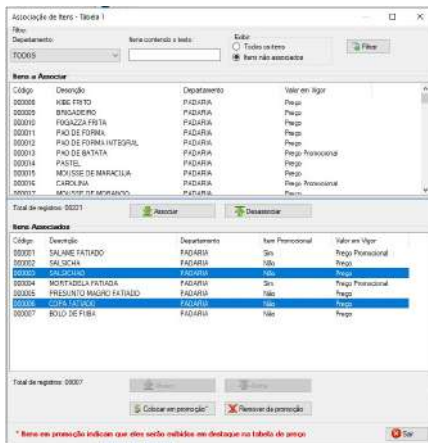 Associação de Itens - Tabela 1
Filtro
Departamento:
Itens contendo o texto:
Exibir
TODOS
Todos os itens
Itens não associados
Filtrar
Itens a Associar
Código Descrição Departamento Valor em Vigor
000008 KIBE FRITO PADARIA Preço
000009 BRIGADEIRO PADARIA Preço
000010 FOGAZZA FRITA PADARIA Preço
000011 PAO DE FORMA PADARIA Preço
000012 PAO DE FORMA INTEGRAL PADARIA Preço
000013 PAO DE BATATA PADARIA Preço Promocional
000014 PASTEL PADARIA Preço
000015 MOUSSE DE MARACUJA PADARIA Preço
000016 CAROLINA PADARIA Preço Promocional
000017 MOUSSE DE MORANGO PADARIA Preço
Total de registros: 00221
Associar
Desassociar
Itens Associados
Código Descrição Departamento Item Promocional Valor em Vigor
000001 SALAME FATIADO PADARIA Sim Preço Promocional
000002 SALSICHA PADARIA Não Preço
000003 SALSICHAO PADARIA Não Preço
000004 MORTADELA FATIADA PADARIA Sim Preço Promocional
000005 PRESUNTO MAGRO FATIADO PADARIA Não Preço
000006 COPA FATIADO PADARIA Não Preço
000007 BOLO DE FUBA PADARIA Não Preço
Total de registros: 00007
Colocar em promoção*
Remover da promoção
* Itens em promoção indicam que eles serão exibidos em destaque na tabela de preço
Sair